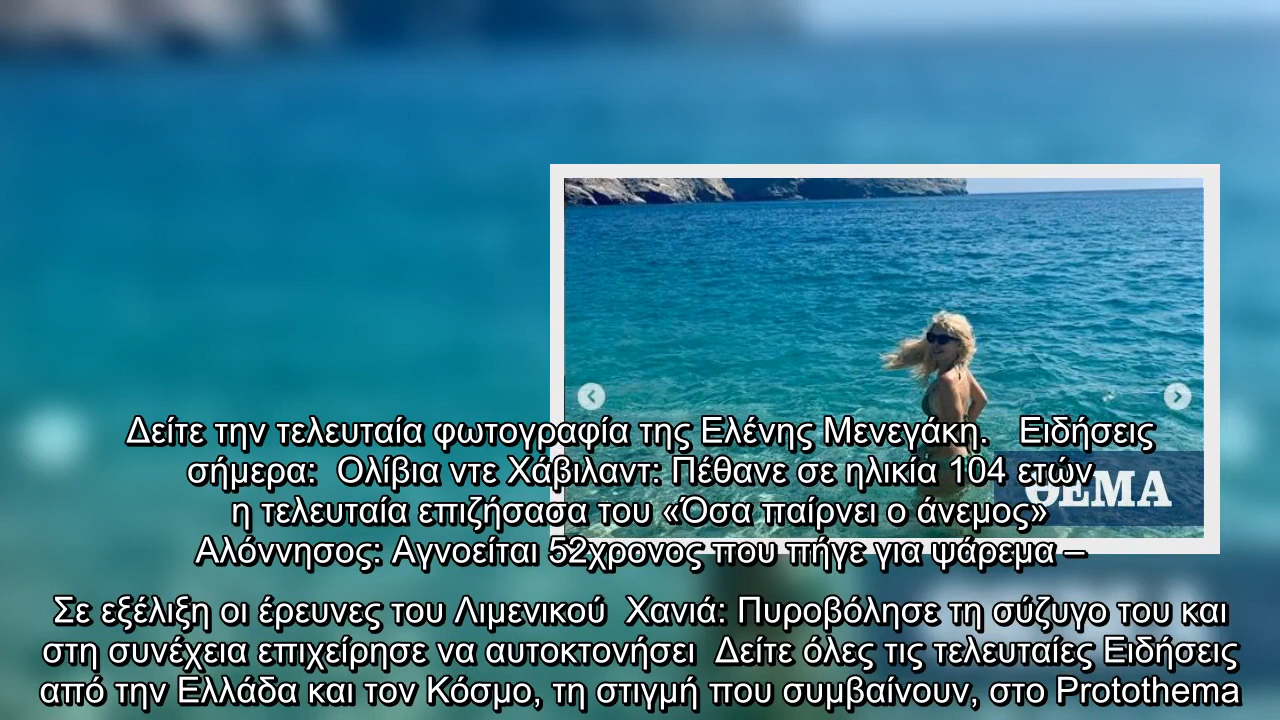 Δείτε την τελευταία φωτογραφία της Ελένης Μενεγάκη.   Ειδήσεις
σήμερα:  Ολίβια ντε Χάβιλαντ: Πέθανε σε ηλικία 104 ετών
η τελευταία επιζήσασα του «Όσα παίρνει ο άνεμος»
ΘΕΜΑ
Αλόννησος: Αγνοείται 52χρονος που πήγε για ψάρεμα –
Σε εξέλιξη οι έρευνες του Λιμενικού  Χανιά: Πυροβόλησε τη σύζυγο του και
στη συνέχεια επιχείρησε να αυτοκτονήσει  Δείτε όλες τις τελευταίες Ειδήσεις
από την Ελλάδα και τον Κόσμο, τη στιγμή που συμβαίνουν, στο Protothema